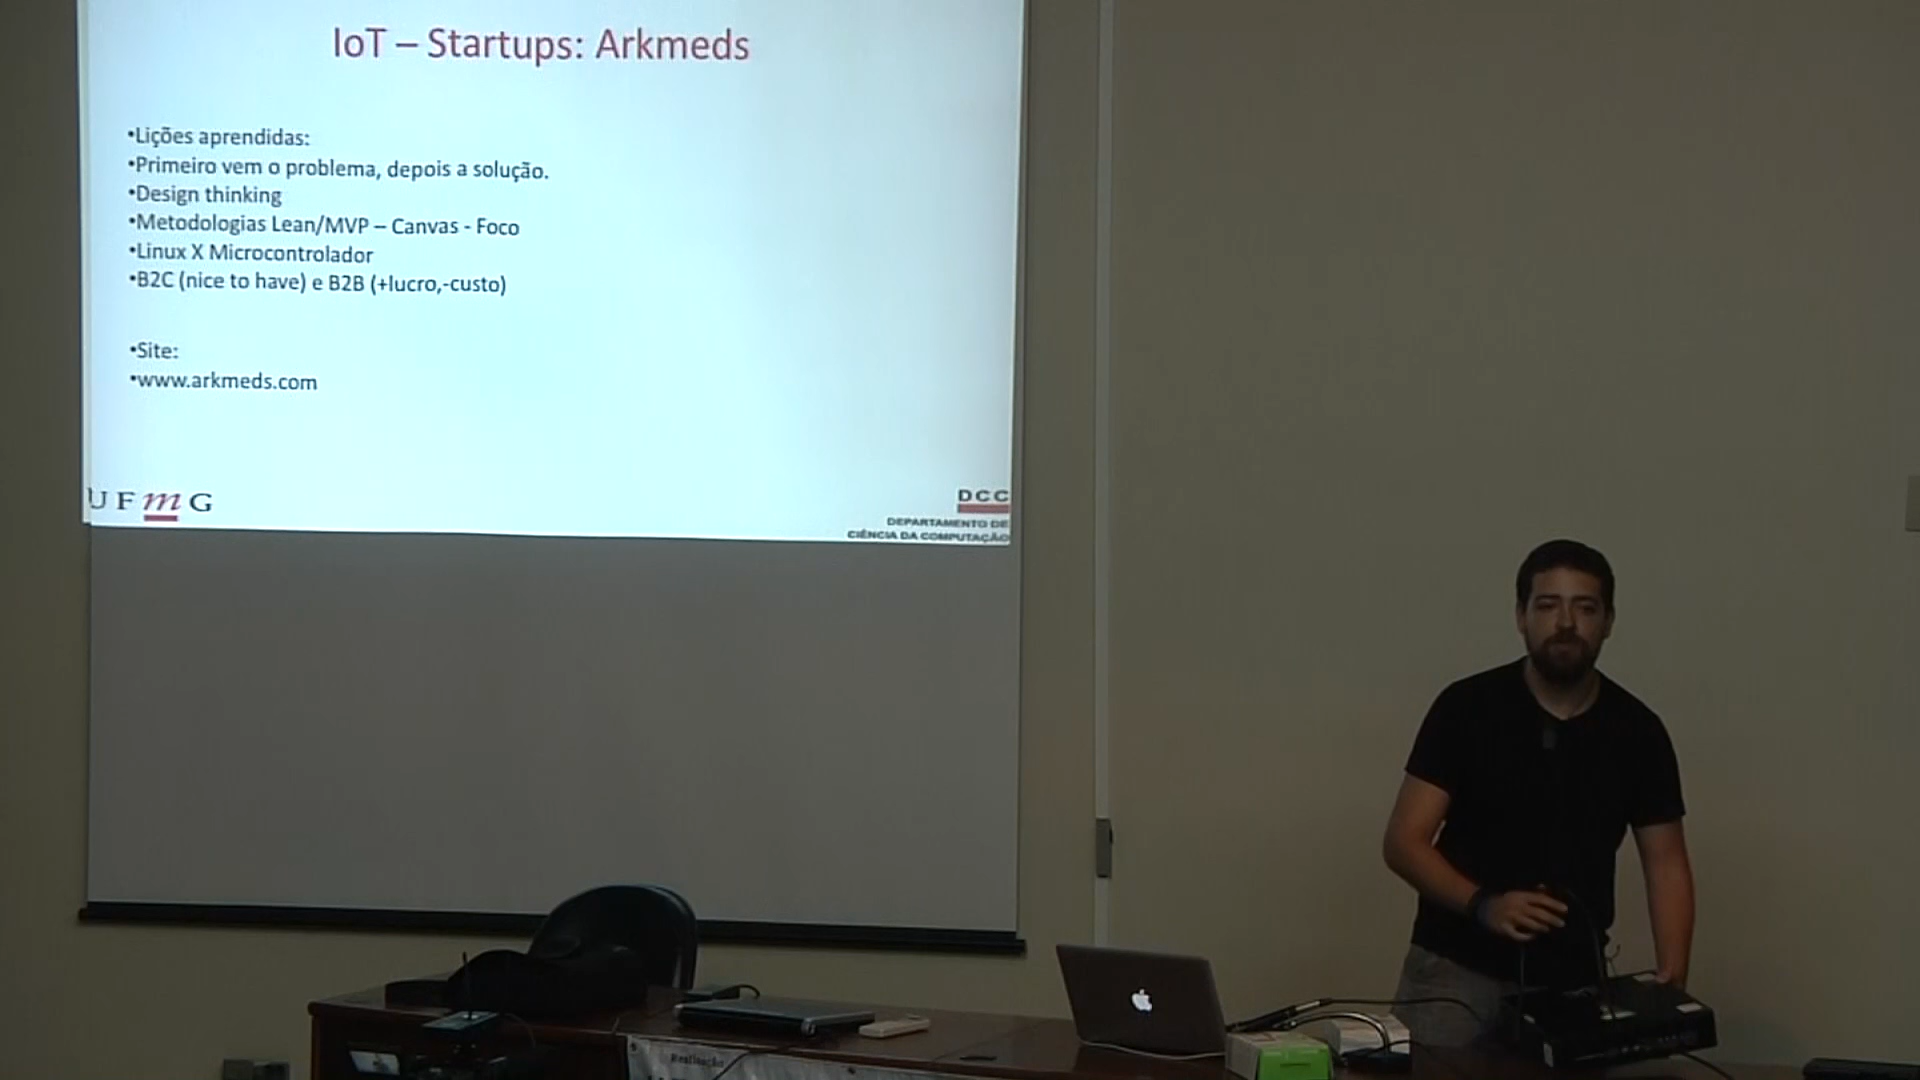 IoT – Startups: Arkmeds
•Lições aprendidas:
•Primeiro vem o problema, depois a solução.
•Design thinking
•Metodologias Lean/MVP – Canvas - Foco
•Linux X Microcontrolador
•B2C (nice to have) e B2B (+lucro,-custo)
•Site:
•www.arkmeds.com
UFmG
DCC
DEPARTAMENTO DE
CIÊNCIA DA COMPUTAÇÃO
Realização